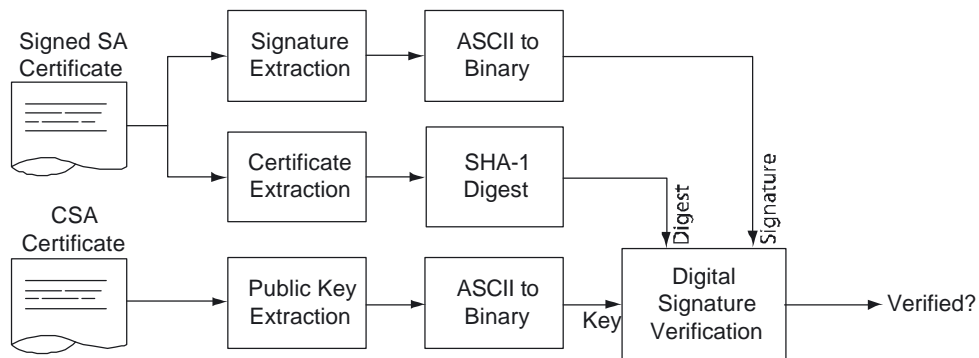 Signed SA
Certificate
Signature
Extraction
ASCII to
Binary
Certificate
Extraction
SHA-1
Digest
Digest
Signature
CSA
Certificate
Public Key
Extraction
ASCII to
Binary
Key
Digital
Signature
Verification
Verified?